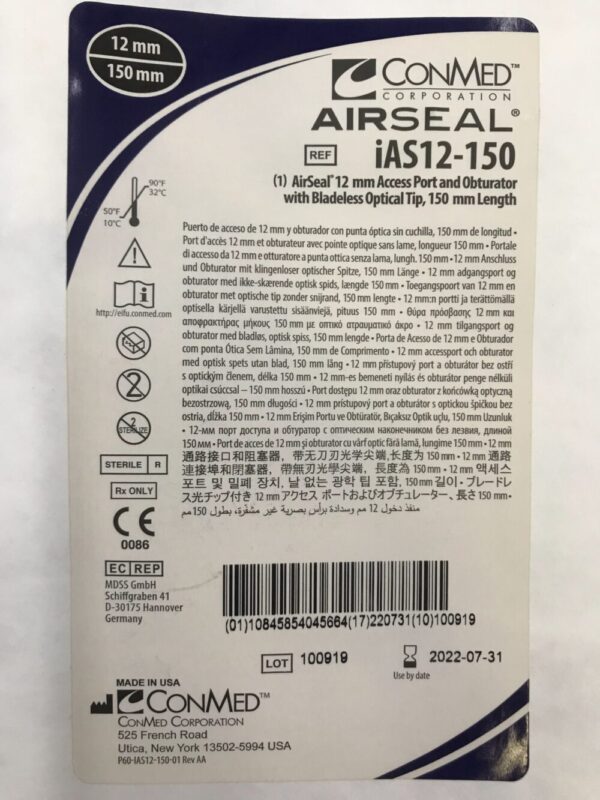 12 mm
150 mm
CONMED™
CORPORATION
AIRSEAL®
REF iAS12-150
(1) AirSeal® 12 mm Access Port and Obturator
with Bladeless Optical Tip, 150 mm Length
90°F
32°C
50°F
10°C
http://eifu.conmed.com
2
2
STERILIZE
STERILE R
Rx ONLY
CE
0086
EC REP
MDSS GmbH
Schiffgraben 41
D-30175 Hannover
Germany
Puerto de acceso de 12 mm y obturador con punta óptica sin cuchilla, 150 mm de longitud •
Port d'accès 12 mm et obturateur avec pointe optique sans lame, longueur 150 mm • Portale
di accesso da 12 mm e otturatore a punta ottica senza lama, lungh. 150 mm • 12 mm Anschluss
und Obturator mit klingenloser optischer Spitze, 150 mm Länge • 12 mm adgangsport og
obturator med ikke-skærende optisk spids, længde 150 mm • Toegangspoort van 12 mm en
obturator met optische tip zonder snijrand, 150 mm lengte • 12 mm:n portti ja terättömällä
optisella kärjellä varustettu sisäänviejä, pituus 150 mm • Θύρα πρόσβασης 12 mm και
αποφρακτήρας μήκους 150 mm με οπτικό ατραυματικό άκρο • 12 mm tilgangsport og
obturator med bladløs, optisk spiss, 150 mm lengde • Porta de Acesso de 12 mm e Obturador
com ponta Ótica Sem Lâmina, 150 mm de Comprimento • 12 mm accessport och obturator
med optisk spets utan blad, 150 mm lång • 12 mm přístupový port a obturátor bez ostří
s optickým členem, délka 150 mm • 12 mm-es bemeneti nyílás és obturátor penge nélküli
optikai csúccsal – 150 mm hosszú • Port dostępu 12 mm oraz obturator z końcówką optyczną
bezostrzową, 150 mm długości • 12 mm prístupový port a obturátor s optickou špičkou bez
ostria, dĺžka 150 mm • 12 mm Erişim Portu ve Obtüratör, Bıçaksız Optik uçlu, 150 mm Uzunluk
• 12-мм порт доступа и обтуратор с оптическим наконечником без лезвия, длиной
150 мм • Port de acces de 12 mm și obturator cu vârf optic fără lamă, lungime 150 mm • 12 mm
通路接口和阻塞器, 带无刀刃光学尖端,长度为 150 mm • 12 mm 通路
連接埠和閉塞器, 帶無刃光學尖端, 長度為 150 mm • 12 mm 액세스
포트 및 밀폐 장치, 날 없는 광학 팁 포함, 150 mm 길이 • ブレードレ
ス光チップ付き 12 mm アクセス ポートおよびオブチュレーター、長さ 150 mm •
منفذ دخول 12 مم وسدادة برأس بصرية غير مشفّرة، بطول 150 مم
(01)10845854045664(17)220731(10)100919
LOT 100919
2022-07-31
Use by date
MADE IN USA
CONMED™
CONMED CORPORATION
525 French Road
Utica, New York 13502-5994 USA
P60-IAS12-150-01 Rev AA